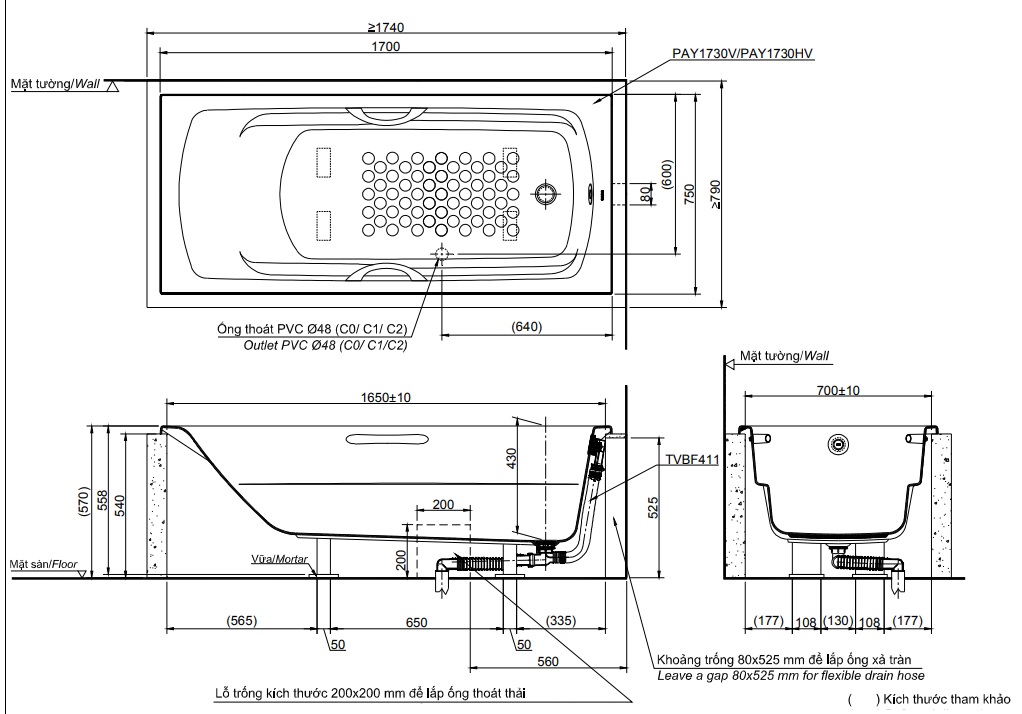 ≥1740
1700
PAY1730V/PAY1730HV
Mặt tường/Wall
(600)
750
≥790
80
Ống thoát PVC Ø48 (C0/ C1/ C2)
Outlet PVC Ø48 (C0/ C1/C2)
(640)
Mặt tường/Wall
1650±10
700±10
430
TVBF411
(570)
558
540
200
525
200
Vữa/Mortar
Mặt sàn/Floor
(565)
650
(335)
(177)
108
(130)
108
(177)
50
50
560
Khoảng trống 80x525 mm để lắp ống xả tràn
Leave a gap 80x525 mm for flexible drain hose
Lỗ trống kích thước 200x200 mm để lắp ống thoát thải
( ) Kích thước tham khảo